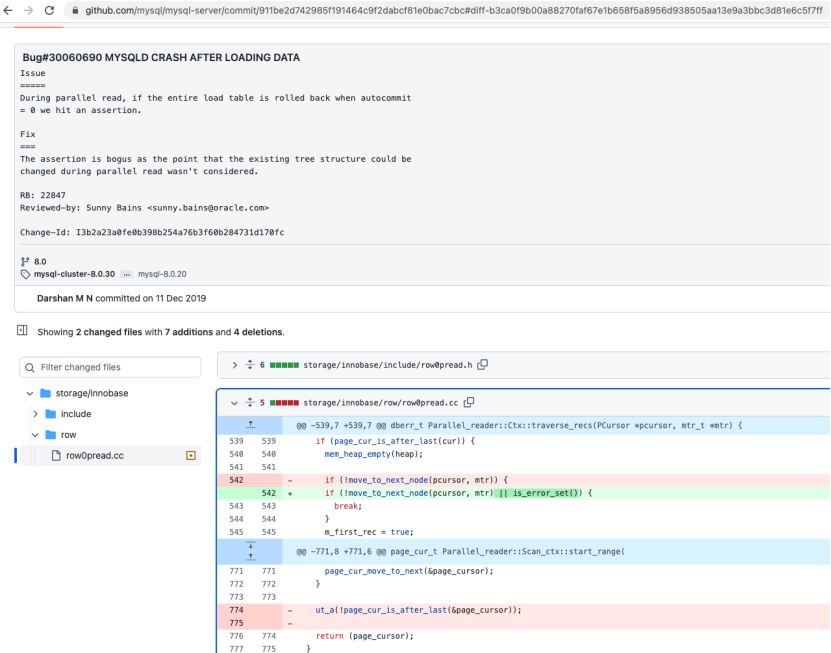 github.com/mysql/mysql-server/commit/911be2d742985f191464c9f2dabcf81e0bac7cbc#diff-b3ca0f9b00a88270faf67e1b658f5a8956d938505aa13e9a3bbc3d81e6c5f7ff
Bug#30060690 MYSQLD CRASH AFTER LOADING DATA
Issue
=====
During parallel read, if the entire load table is rolled back when autocommit
= 0 we hit an assertion.
Fix
===
The assertion is bogus as the point that the existing tree structure could be
changed during parallel read wasn't considered.
RB: 22847
Reviewed-by: Sunny Bains <sunny.bains@oracle.com>
Change-Id: I3b2a23a0fe0b398b254a76b3f60b284731d170fc
8.0
mysql-cluster-8.0.30 ... mysql-8.0.20
Darshan M N committed on 11 Dec 2019
Showing 2 changed files with 7 additions and 4 deletions.
Filter changed files
storage/innobase
include
row
row0pread.cc
6 storage/innobase/include/row0pread.h
5 storage/innobase/row/row0pread.cc
@@ -539,7 +539,7 @@ dberr_t Parallel_reader::Ctx::traverse_recs(PCursor *pcursor, mtr_t *mtr) {
539 539 if (page_cur_is_after_last(cur)) {
540 540 mem_heap_empty(heap);
541 541
542 - if (!move_to_next_node(pcursor, mtr)) {
542 + if (!move_to_next_node(pcursor, mtr) || is_error_set()) {
543 543 break;
544 544 }
545 545 m_first_rec = true;
@@ -771,8 +771,6 @@ page_cur_t Parallel_reader::Scan_ctx::start_range(
771 771 page_cur_move_to_next(&page_cursor);
772 772 }
773 773
774 - ut_a(!page_cur_is_after_last(&page_cursor));
775 -
776 774 return (page_cursor);
777 775 }